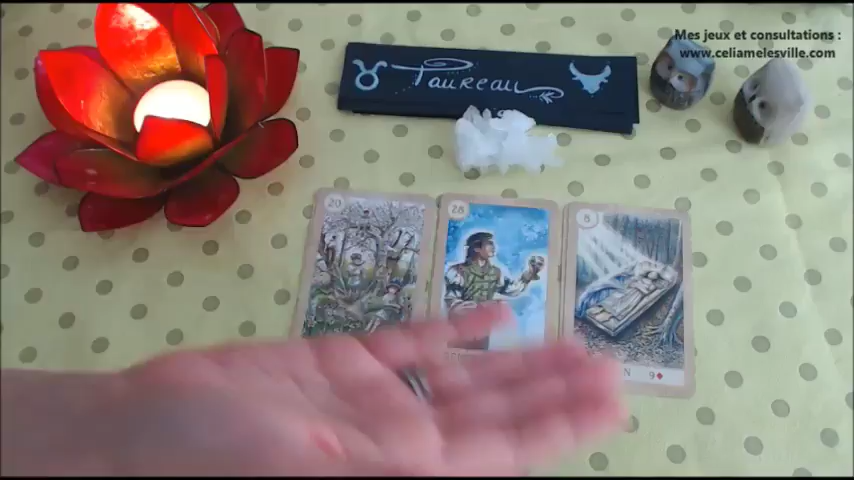 Mes jeux et consultations :
www.celiamelesville.com
Taureau
20
28
8
N 9♦